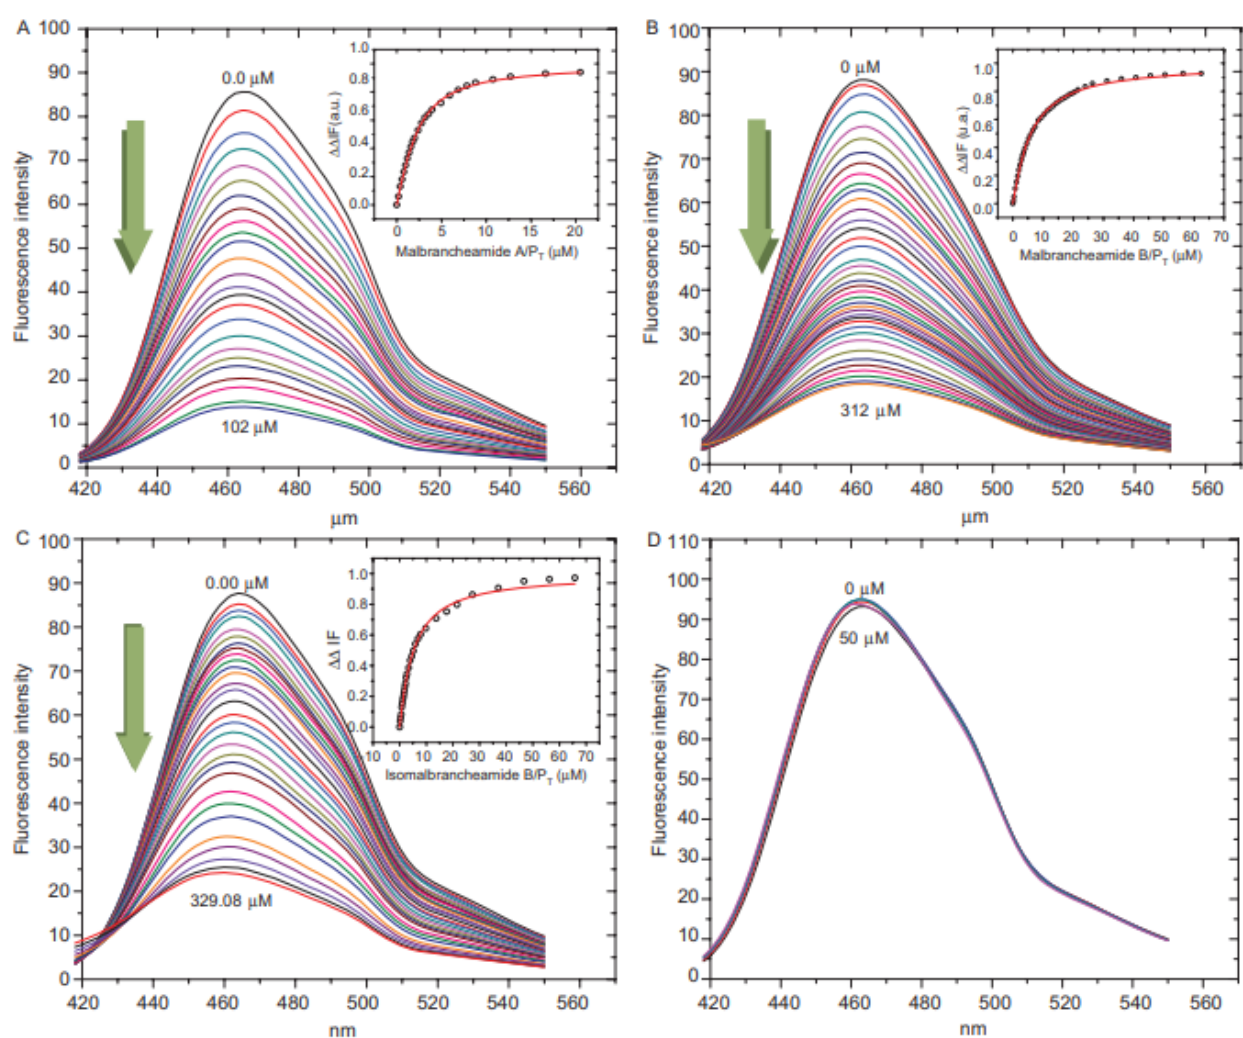 A
100
90
80
70
60
50
40
30
20
10
0
Fluorescence intensity
0.0 μM
102 μM
420 440 460 480 500 520 540 560
μm
1.0
0.8
0.6
0.4
0.2
0.0
ΔΔIF(a.u.)
0 5 10 15 20
Malbrancheamide A/PT (μM)
B
100
90
80
70
60
50
40
30
20
10
0
Fluorescence intensity
0 μM
312 μM
420 440 460 480 500 520 540 560
μm
1.0
0.8
0.6
0.4
0.2
0.0
ΔΔIF (u.a.)
0 10 20 30 40 50 60 70
Malbrancheamide B/PT (μM)
C
100
90
80
70
60
50
40
30
20
10
0
Fluorescence intensity
0.00 μM
329.08 μM
420 440 460 480 500 520 540 560
nm
1.0
0.8
0.6
0.4
0.2
0.0
ΔΔ IF
10 0 10 20 30 40 50 60 70
Isomalbrancheamide B/PT (μM)
D
110
100
90
80
70
60
50
40
30
20
10
0
Fluorescence intensity
0 μM
50 μM
420 440 460 480 500 520 540 560
nm